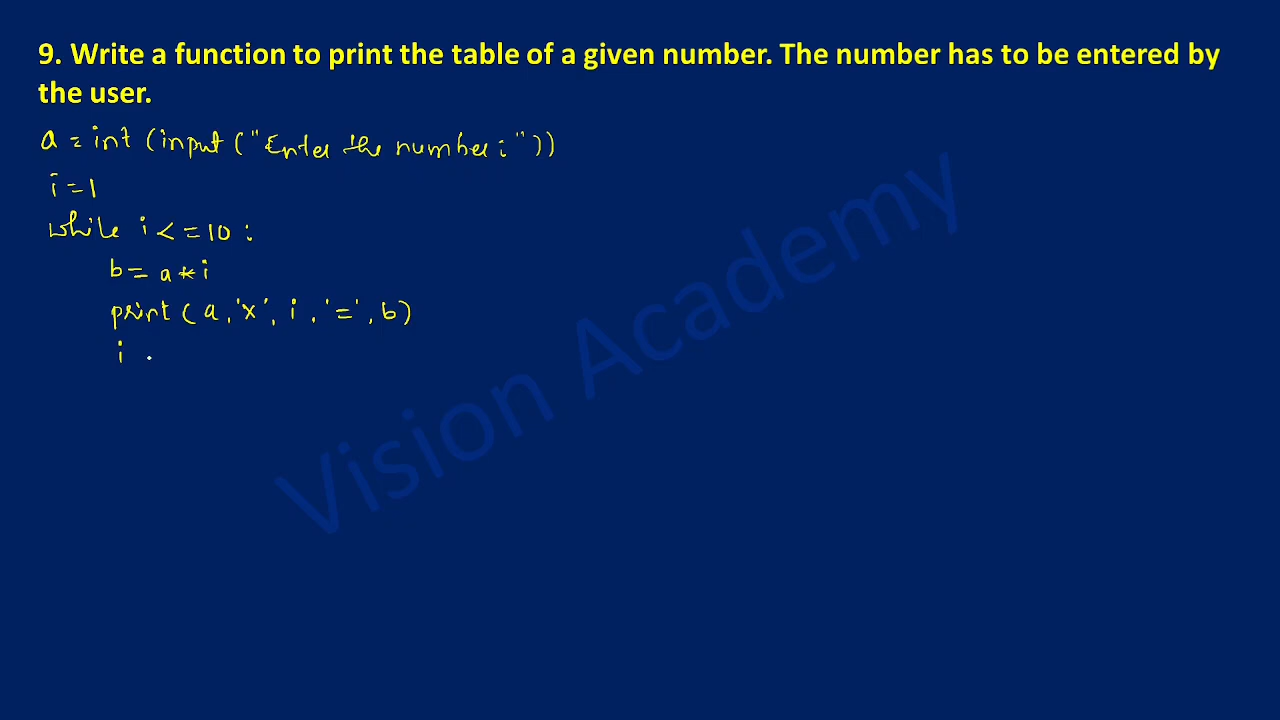 9. Write a function to print the table of a given number. The number has to be entered by
the user.
a = int (input ("Enter the number : "))
i = 1
while i < = 10 :
b = a * i
print ( a , 'x' , i , '=' , b )
i
Vision Academy